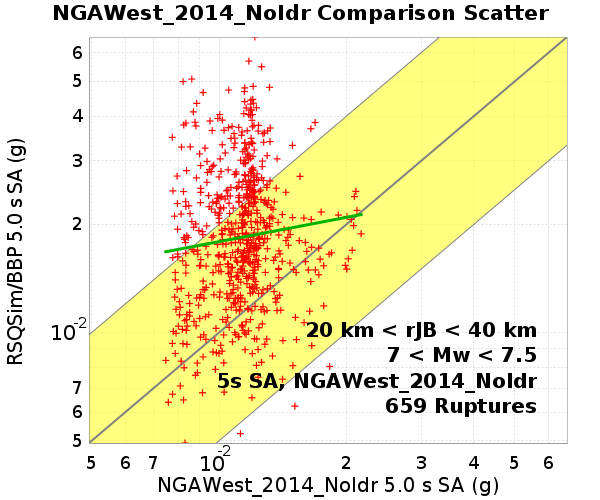 NGAWest_2014_NoIdr Comparison Scatter
6
5
4
3
2
10-2
7
6
5
RSQSim/BBP 5.0 s SA (g)
20 km < rJB < 40 km
7 < Mw < 7.5
5s SA, NGAWest_2014_NoIdr
659 Ruptures
5 6 7 10-2 2 3 4 5 6
NGAWest_2014_NoIdr 5.0 s SA (g)